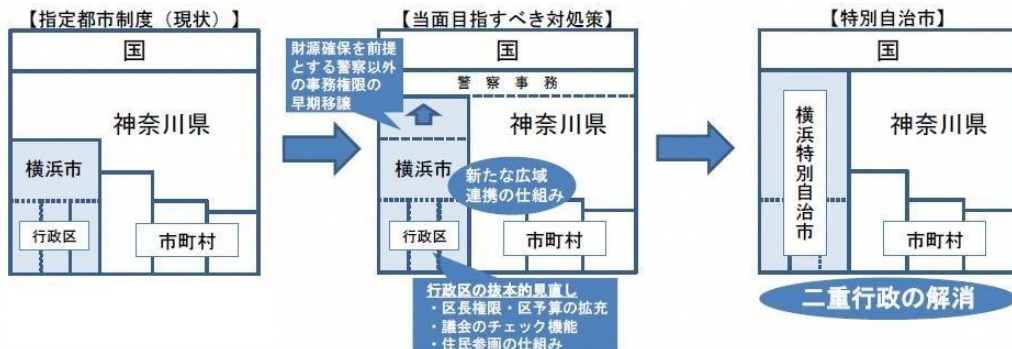 【指定都市制度（現状）】
国
神奈川県
横浜市
行政区
市町村
【当面目指すべき対処策】
国
財源確保を前提
とする警察以外
の事務権限の
早期移譲
警察事務
神奈川県
横浜市
新たな広域
連携の仕組み
行政区
市町村
行政区の抜本的見直し
・区長権限・区予算の拡充
・議会のチェック機能
・住民参画の仕組み
【特別自治市】
国
神奈川県
横浜特別自治市
市町村
二重行政の解消